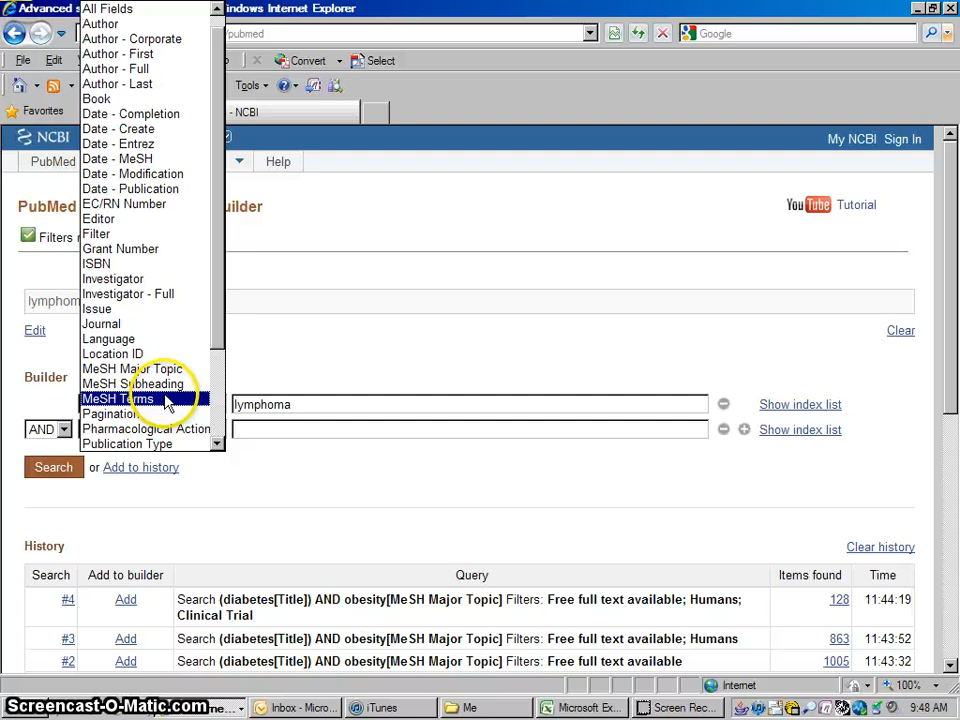 Advanced s
indows Internet Explorer
pubmed
Google
File
Edit
Convert
Select
Tools
Favorites
- NCBI
NCBI
My NCBI Sign In
PubMed
Help
PubMed
uilder
You Tube Tutorial
Filters
lymphom
Edit
Clear
Builder
All Fields
Author
Author - Corporate
Author - First
Author - Full
Author - Last
Book
Date - Completion
Date - Create
Date - Entrez
Date - MeSH
Date - Modification
Date - Publication
EC/RN Number
Editor
Filter
Grant Number
ISBN
Investigator
Investigator - Full
Issue
Journal
Language
Location ID
MeSH Major Topic
MeSH Subheading
MeSH Terms
Pagination
Pharmacological Action
Publication Type
lymphoma
Show index list
AND
Show index list
Search or Add to history
History
Clear history
Search Add to builder Query Items found Time
#4 Add Search (diabetes[Title]) AND obesity[MeSH Major Topic] Filters: Free full text available; Humans; 128 11:44:19
Clinical Trial
#3 Add Search (diabetes[Title]) AND obesity[MeSH Major Topic] Filters: Free full text available; Humans 863 11:43:52
#2 Add Search (diabetes[Title]) AND obesity[MeSH Major Topic] Filters: Free full text available 1005 11:43:32
Internet
100%
Screencast-O-Matic.com
Inbox - Micro...
iTunes
Me
Microsoft Ex...
Screen Rec...
9:48 AM